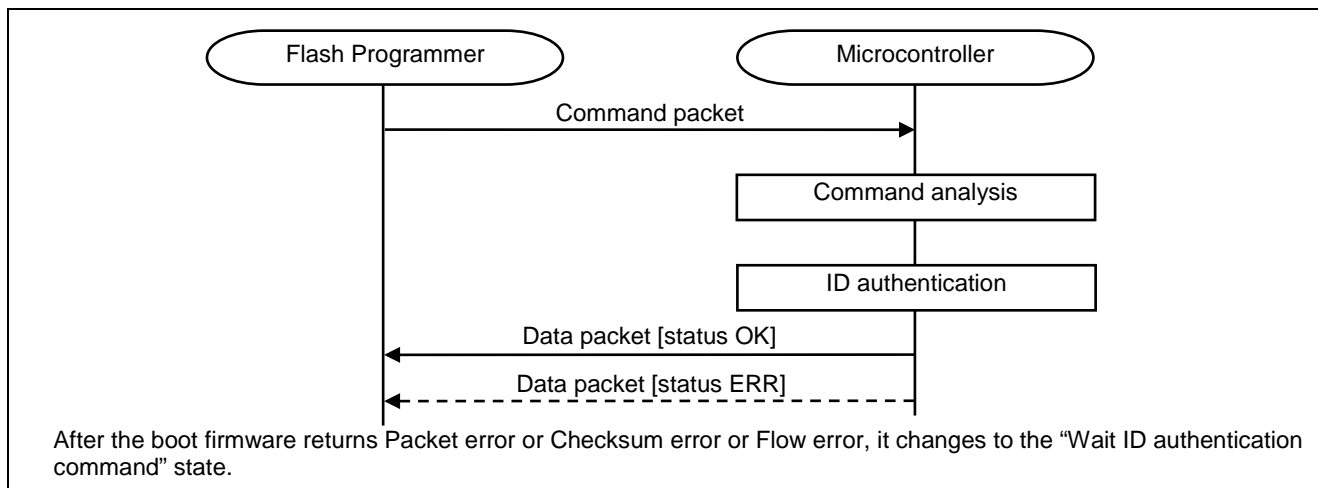 Flash Programmer
Microcontroller
Command packet
Command analysis
ID authentication
Data packet [status OK]
Data packet [status ERR]
After the boot firmware returns Packet error or Checksum error or Flow error, it changes to the “Wait ID authentication
command” state.